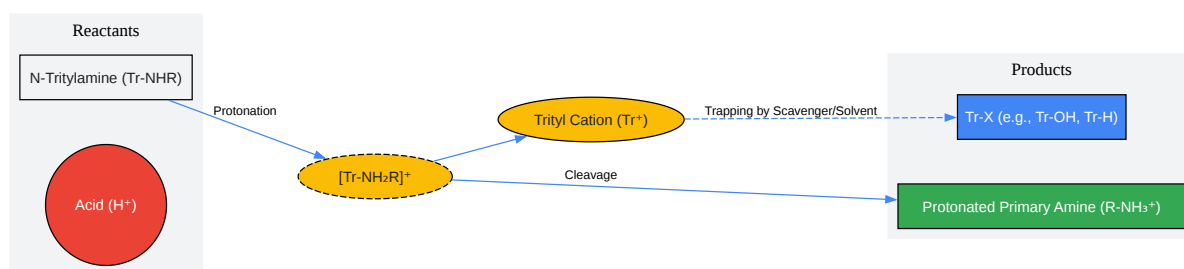 Reactants
N-Tritylamine (Tr-NHR)
Acid (H⁺)
Protonation
[Tr-NH₂R]⁺
Trityl Cation (Tr⁺)
Cleavage
Trapping by Scavenger/Solvent
Products
Tr-X (e.g., Tr-OH, Tr-H)
Protonated Primary Amine (R-NH₃⁺)